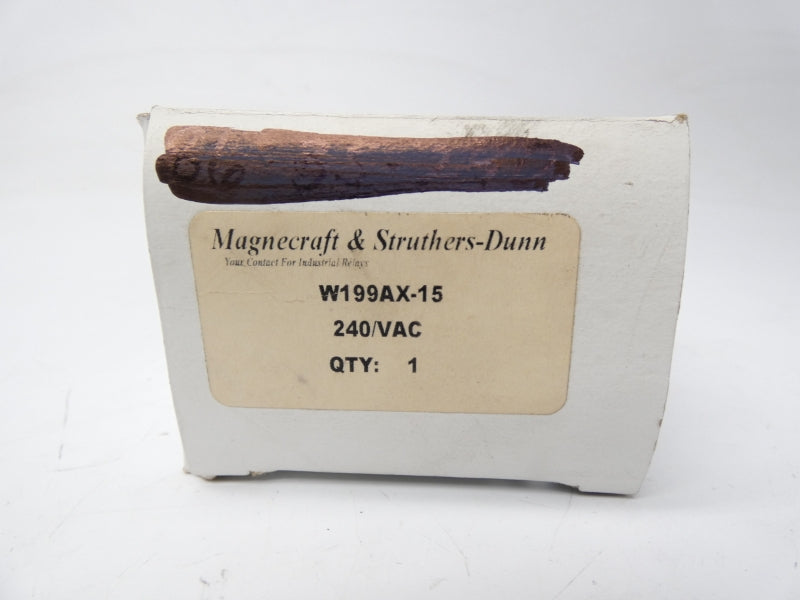 Magnecraft & Struthers-Dunn
Your Contact For Industrial Relays
W199AX-15
240/VAC
QTY: 1